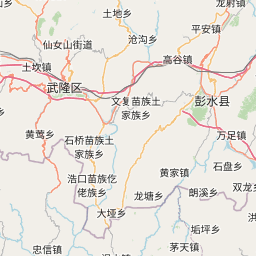 龙射镇
土地乡
沧沟乡
平安镇
仙女山街道
高谷镇
土坎镇
武隆区
文复苗族土
家族乡
彭水县
黄莺乡
万足镇
石桥苗族土
家族乡
石盘乡
黄家镇
浩口苗族仡
佬族乡
龙塘乡
朗溪乡
双龙乡
大垭乡
垢坪乡
忠信镇
茂天镇